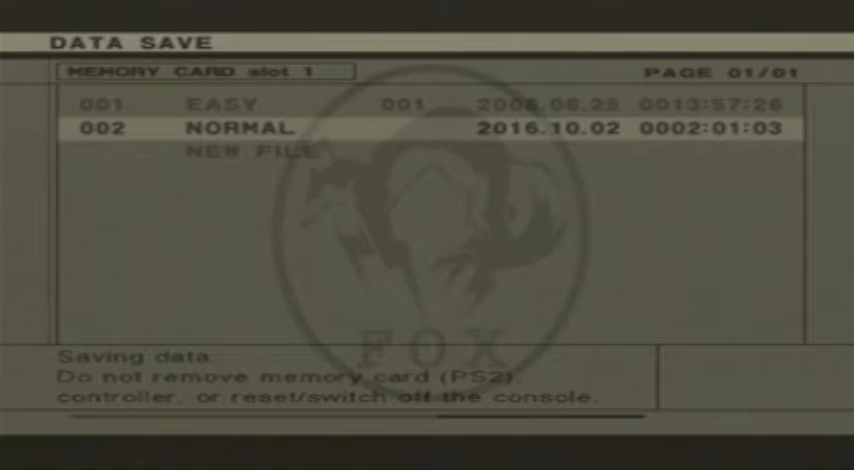 DATA SAVE
MEMORY CARD slot 1 PAGE 01/01
001 EASY 001 2008.06.25 0013:57:26
002 NORMAL 2016.10.02 0002:01:03
NEW FILE
FOX
Saving data.
Do not remove memory card (PS2),
controller, or reset/switch off the console.